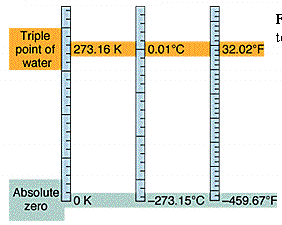 Triple
point of
water
273.16 K
0.01°C
32.02°F
Absolute
zero
0 K
–273.15°C
–459.67°F